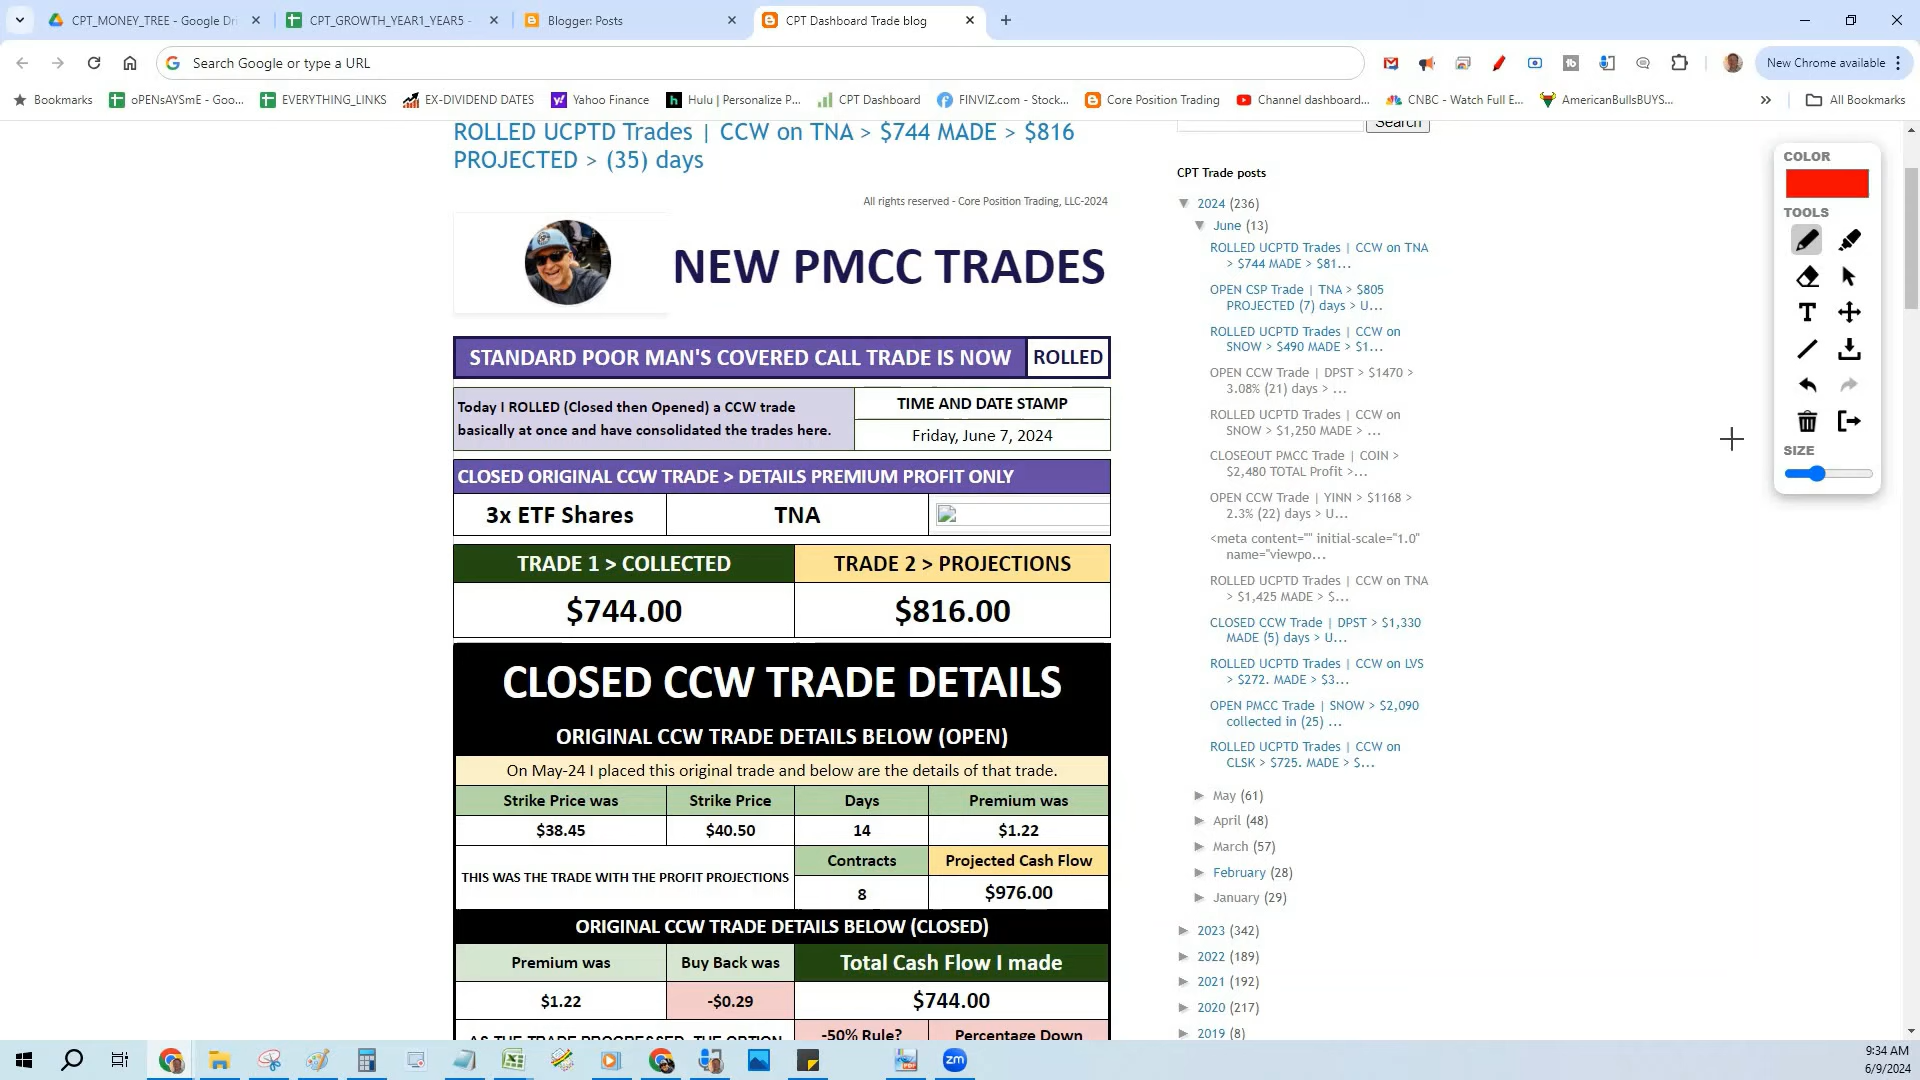 CPT_MONEY_TREE - Google Dri
CPT_GROWTH_YEAR1_YEAR5 -
Blogger: Posts
CPT Dashboard Trade blog
Search Google or type a URL
New Chrome available
Bookmarks
oPENsAYSmE - Goo...
EVERYTHING_LINKS
EX-DIVIDEND DATES
Yahoo Finance
Hulu | Personalize P...
CPT Dashboard
FINVIZ.com - Stock...
Core Position Trading
Channel dashboard...
CNBC - Watch Full E...
AmericanBullsBUYS...
All Bookmarks
ROLLED UCPTD Trades | CCW on TNA > $744 MADE > $816
PROJECTED > (35) days
All rights reserved - Core Position Trading, LLC-2024
NEW PMCC TRADES
STANDARD POOR MAN'S COVERED CALL TRADE IS NOW ROLLED
Today I ROLLED (Closed then Opened) a CCW trade
basically at once and have consolidated the trades here.
TIME AND DATE STAMP
Friday, June 7, 2024
CLOSED ORIGINAL CCW TRADE > DETAILS PREMIUM PROFIT ONLY
3x ETF Shares TNA
TRADE 1 > COLLECTED TRADE 2 > PROJECTIONS
$744.00 $816.00
CLOSED CCW TRADE DETAILS
ORIGINAL CCW TRADE DETAILS BELOW (OPEN)
On May-24 I placed this original trade and below are the details of that trade.
Strike Price was Strike Price Days Premium was
$38.45 $40.50 14 $1.22
THIS WAS THE TRADE WITH THE PROFIT PROJECTIONS
Contracts Projected Cash Flow
8 $976.00
ORIGINAL CCW TRADE DETAILS BELOW (CLOSED)
Premium was Buy Back was Total Cash Flow I made
$1.22 -$0.29 $744.00
AS THE TRADE PROGRESSED, THE OPTION
-50% Rule? Percentage Down
Search
CPT Trade posts
▼ 2024 (236)
▼ June (13)
ROLLED UCPTD Trades | CCW on TNA
> $744 MADE > $81...
OPEN CSP Trade | TNA > $805
PROJECTED (7) days > U...
ROLLED UCPTD Trades | CCW on
SNOW > $490 MADE > $1...
OPEN CCW Trade | DPST > $1470 >
3.08% (21) days > ...
ROLLED UCPTD Trades | CCW on
SNOW > $1,250 MADE > ...
CLOSEOUT PMCC Trade | COIN >
$2,480 TOTAL Profit >...
OPEN CCW Trade | YINN > $1168 >
2.3% (22) days > U...
<meta content="" initial-scale="1.0"
name="viewpo...
ROLLED UCPTD Trades | CCW on TNA
> $1,425 MADE > $...
CLOSED CCW Trade | DPST > $1,330
MADE (5) days > U...
ROLLED UCPTD Trades | CCW on LVS
> $272. MADE > $3...
OPEN PMCC Trade | SNOW > $2,090
collected in (25) ...
ROLLED UCPTD Trades | CCW on
CLSK > $725. MADE > $...
► May (61)
► April (48)
► March (57)
► February (28)
► January (29)
► 2023 (342)
► 2022 (189)
► 2021 (192)
► 2020 (217)
► 2019 (8)
COLOR
TOOLS
T
SIZE
zm
9:34 AM
6/9/2024